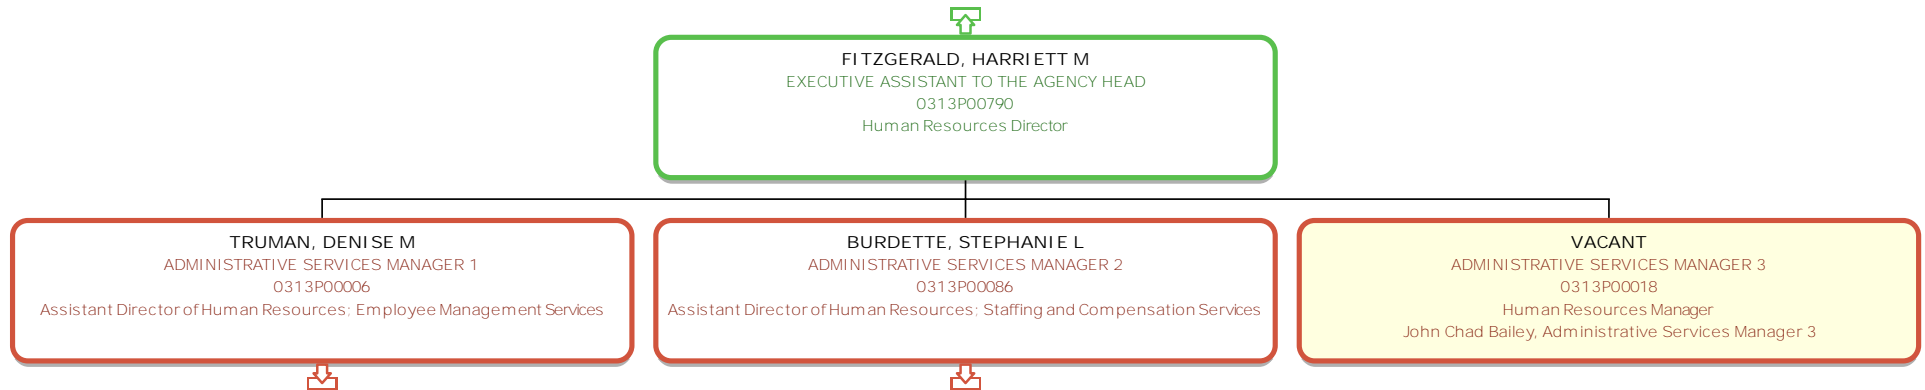 FITZGERALD, HARRIETT M
EXECUTIVE ASSISTANT TO THE AGENCY HEAD
0313P00790
Human Resources Director
TRUMAN, DENISE M
ADMINISTRATIVE SERVICES MANAGER 1
0313P00006
Assistant Director of Human Resources: Employee Management Services
BURDETTE, STEPHANIE L
ADMINISTRATIVE SERVICES MANAGER 2
0313P00086
Assistant Director of Human Resources; Staffing and Compensation Services
VACANT
ADMINISTRATIVE SERVICES MANAGER 3
0313P00018
Human Resources Manager
John Chad Bailey, Administrative Services Manager 3